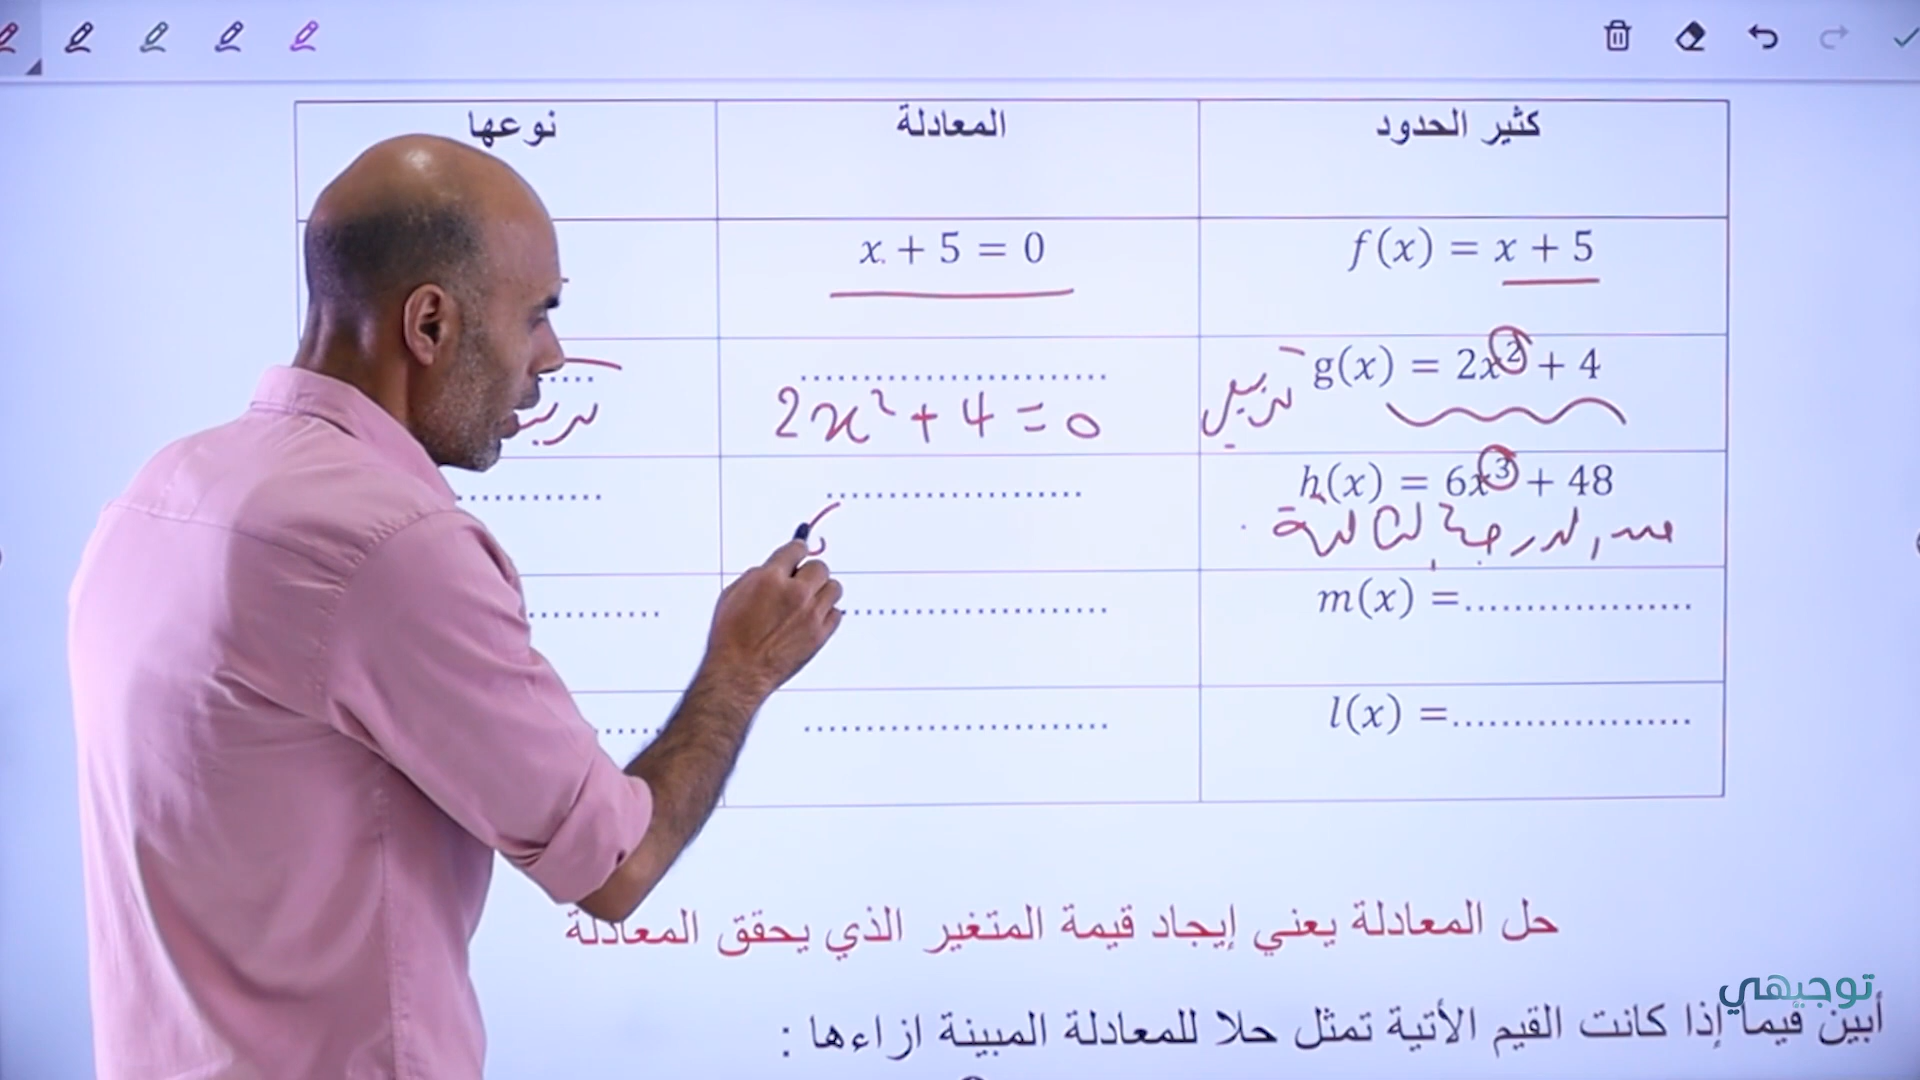 كثير الحدود المعادلة نوعها
f(x) = x + 5 x + 5 = 0
g(x) = 2x² + 4 ........................
تربيعي 2x² + 4 = 0
h(x) = 6x³ + 48 .....................
من الدرجة الثالثة
m(x) =...................
l(x) =................... ........................
حل المعادلة يعني إيجاد قيمة المتغير الذي يحقق المعادلة
توجيهي
أبين فيما إذا كانت القيم الأتية تمثل حلا للمعادلة المبينة ازاءها :